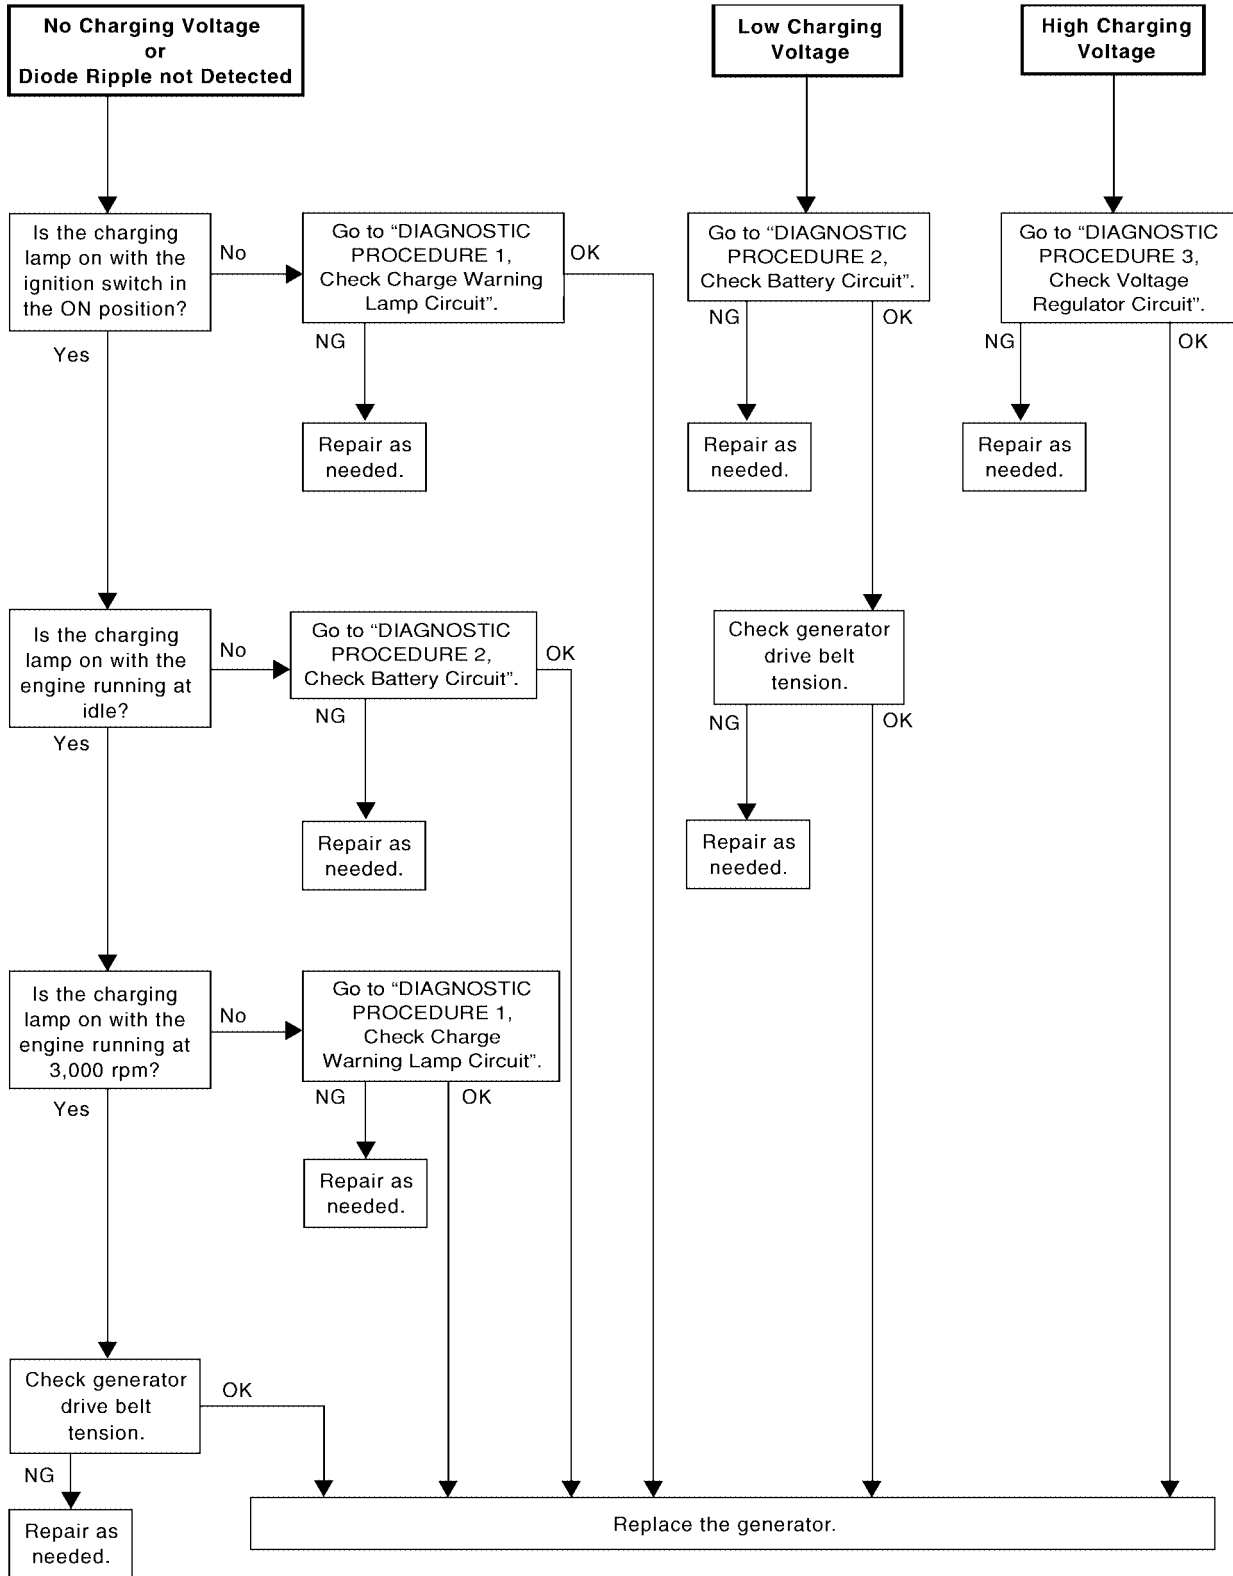 No Charging Voltage
or
Diode Ripple not Detected
Low Charging
Voltage
High Charging
Voltage
Is the charging
lamp on with the
ignition switch in
the ON position?
No
Go to “DIAGNOSTIC
PROCEDURE 1,
Check Charge Warning
Lamp Circuit”.
OK
Go to “DIAGNOSTIC
PROCEDURE 2,
Check Battery Circuit”.
Go to “DIAGNOSTIC
PROCEDURE 3,
Check Voltage
Regulator Circuit”.
Yes
NG
NG
OK
NG
OK
Repair as
needed.
Repair as
needed.
Repair as
needed.
Is the charging
lamp on with the
engine running at
idle?
No
Go to “DIAGNOSTIC
PROCEDURE 2,
Check Battery Circuit”.
OK
Check generator
drive belt
tension.
Yes
NG
NG
OK
Repair as
needed.
Repair as
needed.
Is the charging
lamp on with the
engine running at
3,000 rpm?
No
Go to “DIAGNOSTIC
PROCEDURE 1,
Check Charge
Warning Lamp Circuit”.
Yes
NG
OK
Repair as
needed.
Check generator
drive belt
tension.
OK
NG
Repair as
needed.
Replace the generator.